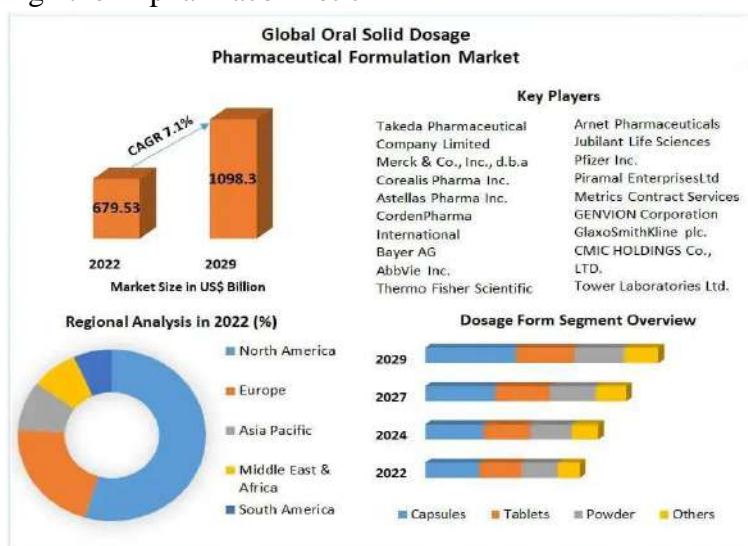 Global Oral Solid Dosage
Pharmaceutical Formulation Market
CAGR 7.1%
679.53
1098.3
2022
2029
Market Size in US$ Billion
Key Players
Takeda Pharmaceutical
Company Limited
Merck & Co., Inc., d.b.a
Corealis Pharma Inc.
Astellas Pharma Inc.
CordenPharma
International
Bayer AG
AbbVie Inc.
Thermo Fisher Scientific
Arnet Pharmaceuticals
Jubilant Life Sciences
Pfizer Inc.
Piramal EnterprisesLtd
Metrics Contract Services
GENVION Corporation
GlaxoSmithKline plc.
CMIC HOLDINGS Co.,
LTD.
Tower Laboratories Ltd.
Regional Analysis in 2022 (%)
North America
Europe
Asia Pacific
Middle East &
Africa
South America
Dosage Form Segment Overview
2029
2027
2024
2022
Capsules
Tablets
Powder
Others